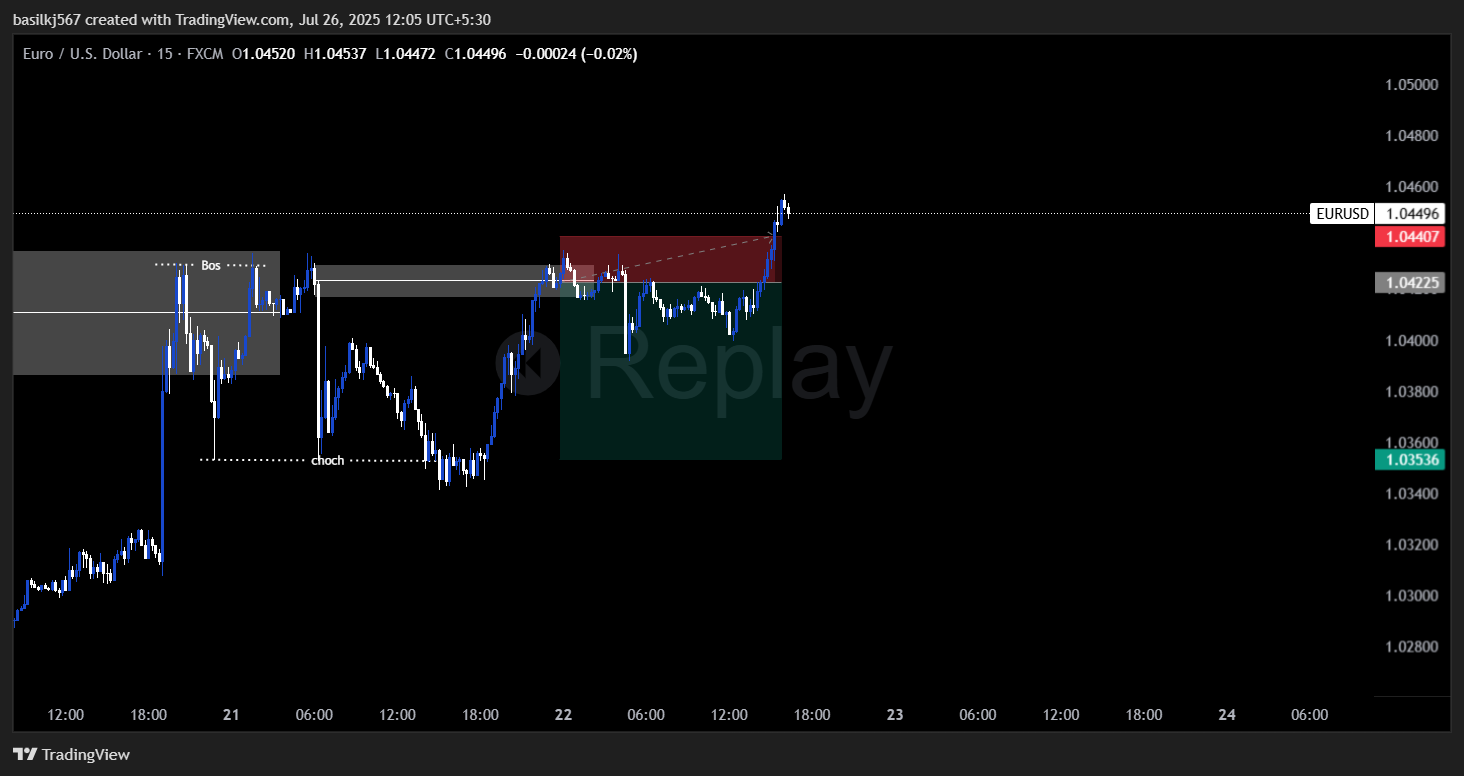 basilkj567 created with TradingView.com, Jul 26, 2025 12:05 UTC+5:30
Euro / U.S. Dollar · 15 · FXCM O1.04520 H1.04537 L1.04472 C1.04496 −0.00024 (−0.02%)
1.05000
1.04800
1.04600
EURUSD 1.04496
1.04407
Bos
1.04225
1.04000
Replay
1.03800
1.03600
choch
1.03536
1.03400
1.03200
1.03000
1.02800
12:00 18:00 21 06:00 12:00 18:00 22 06:00 12:00 18:00 23 06:00 12:00 18:00 24 06:00
TradingView